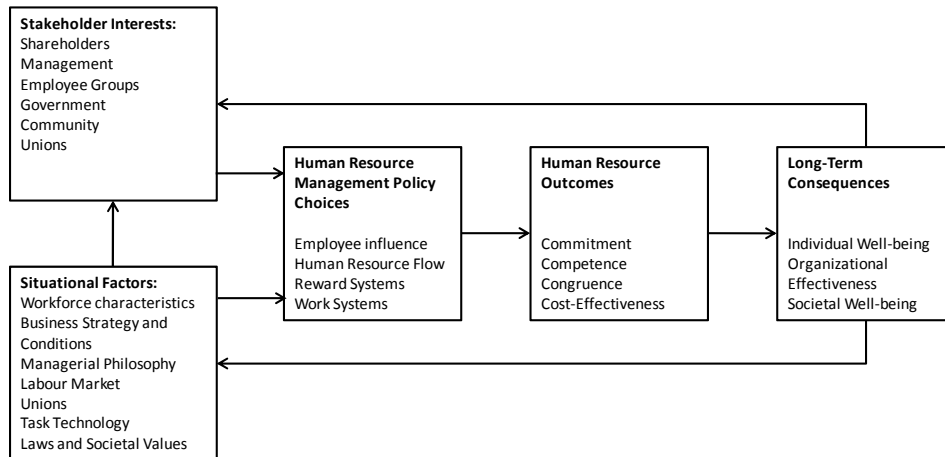 Stakeholder Interests:
Shareholders
Management
Employee Groups
Government
Community
Unions
Situational Factors:
Workforce characteristics
Business Strategy and
Conditions
Managerial Philosophy
Labour Market
Unions
Task Technology
Laws and Societal Values
Human Resource
Management Policy
Choices
Employee influence
Human Resource Flow
Reward Systems
Work Systems
Human Resource
Outcomes
Commitment
Competence
Congruence
Cost-Effectiveness
Long-Term
Consequences
Individual Well-being
Organizational
Effectiveness
Societal Well-being